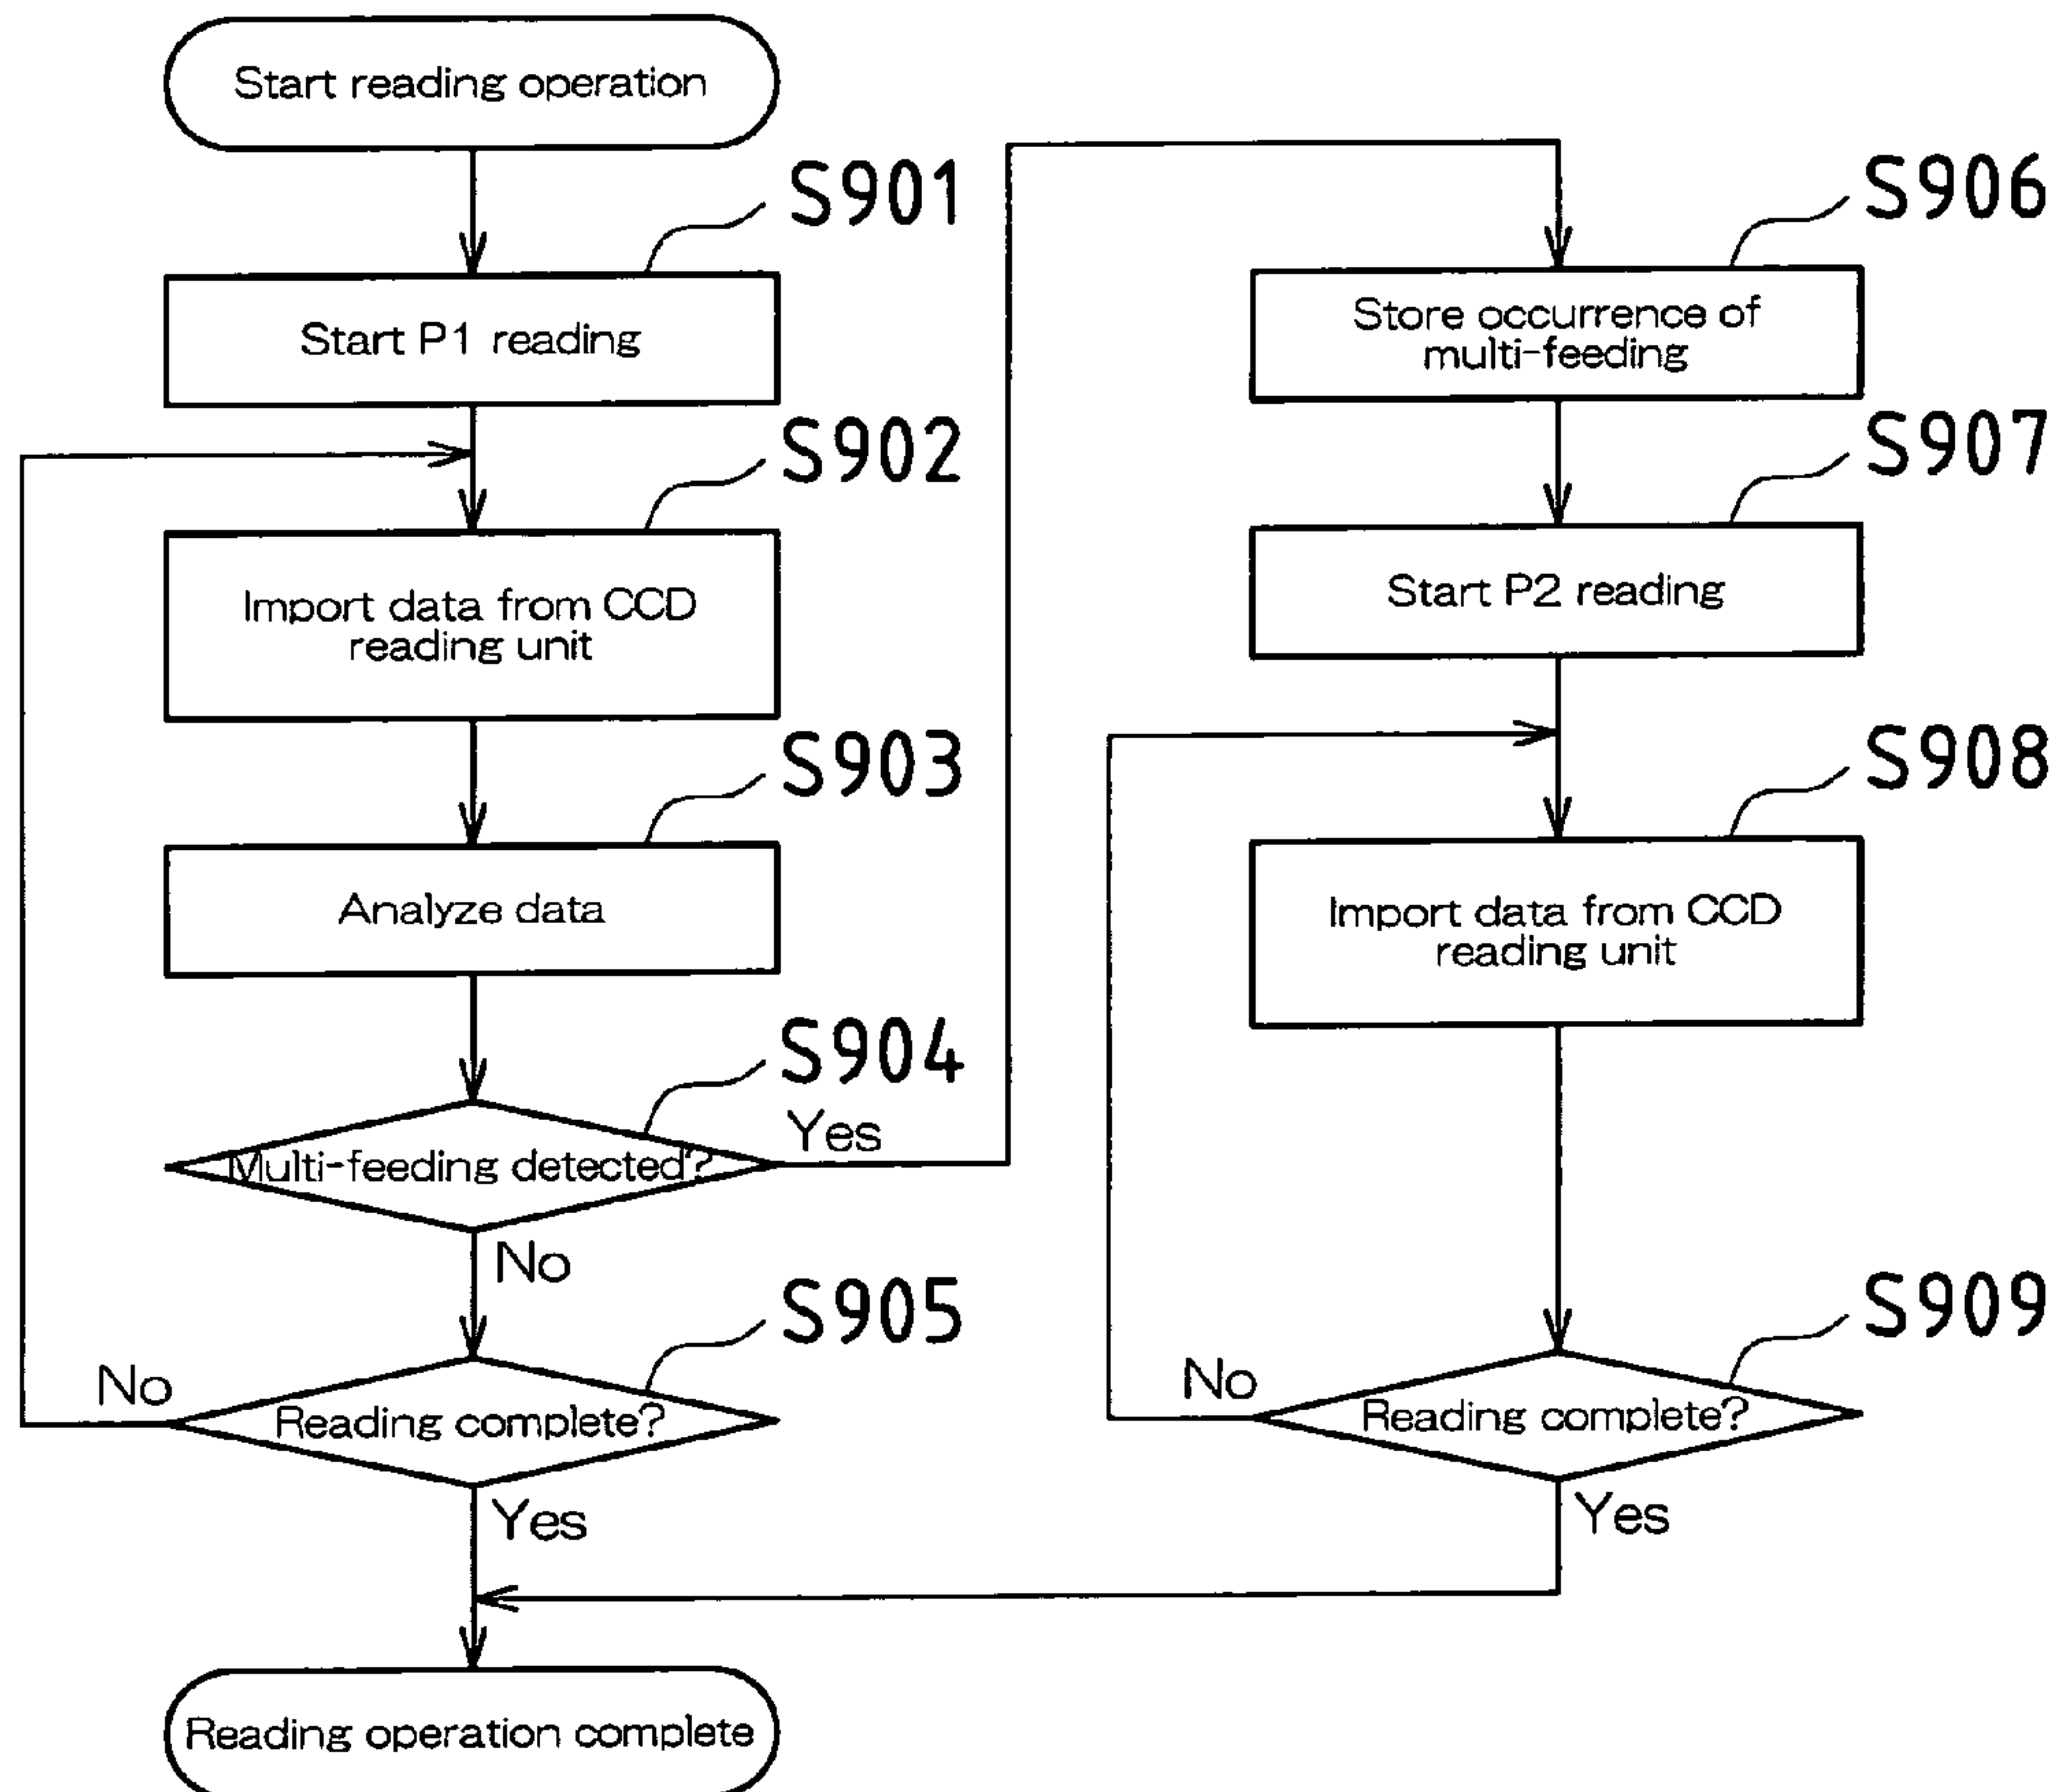 Start reading operation
S901
Start P1 reading
S902
Import data from CCD
reading unit
S903
Analyze data
S904
Multi-feeding detected?
Yes
No
S905
Reading complete?
No
Yes
Reading operation complete
S906
Store occurrence of
multi-feeding
S907
Start P2 reading
S908
Import data from CCD
reading unit
S909
Reading complete?
No
Yes